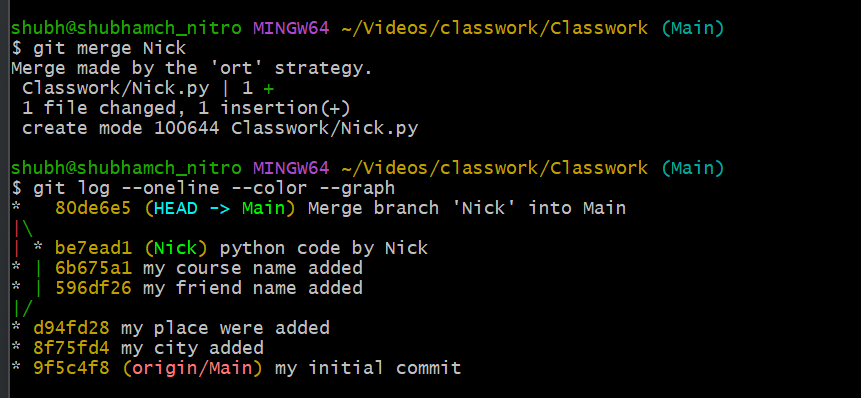 shubh@shubhamch_nitro MINGW64 ~/Videos/classwork/Classwork (Main)
$ git merge Nick
Merge made by the 'ort' strategy.
 Classwork/Nick.py | 1 +
 1 file changed, 1 insertion(+)
 create mode 100644 Classwork/Nick.py
shubh@shubhamch_nitro MINGW64 ~/Videos/classwork/Classwork (Main)
$ git log --oneline --color --graph
*   80de6e5 (HEAD -> Main) Merge branch 'Nick' into Main
|\
| * be7ead1 (Nick) python code by Nick
* | 6b675a1 my course name added
* | 596df26 my friend name added
|/
* d94fd28 my place were added
* 8f75fd4 my city added
* 9f5c4f8 (origin/Main) my initial commit